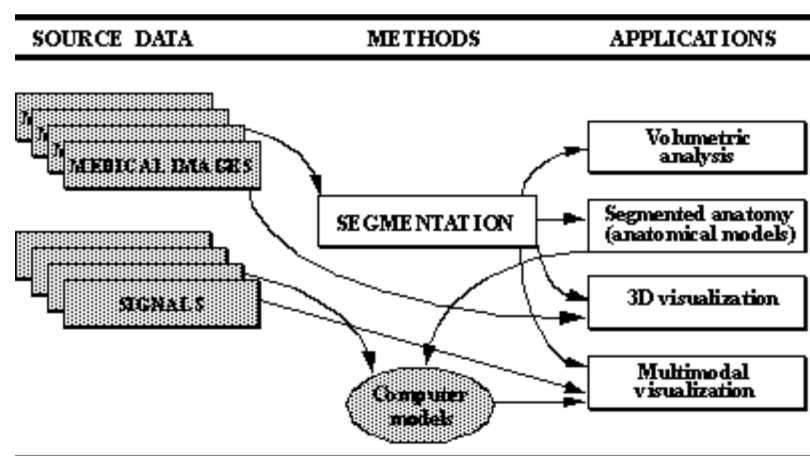 SOURCE DATA
METHODS
APPLICATIONS
MEDICAL IMAGES
SIGNALS
SEGMENTATION
Computer
models
Volumetric
analysis
Segmented anatomy
(anatomical models)
3D visualization
Multimodal
visualization